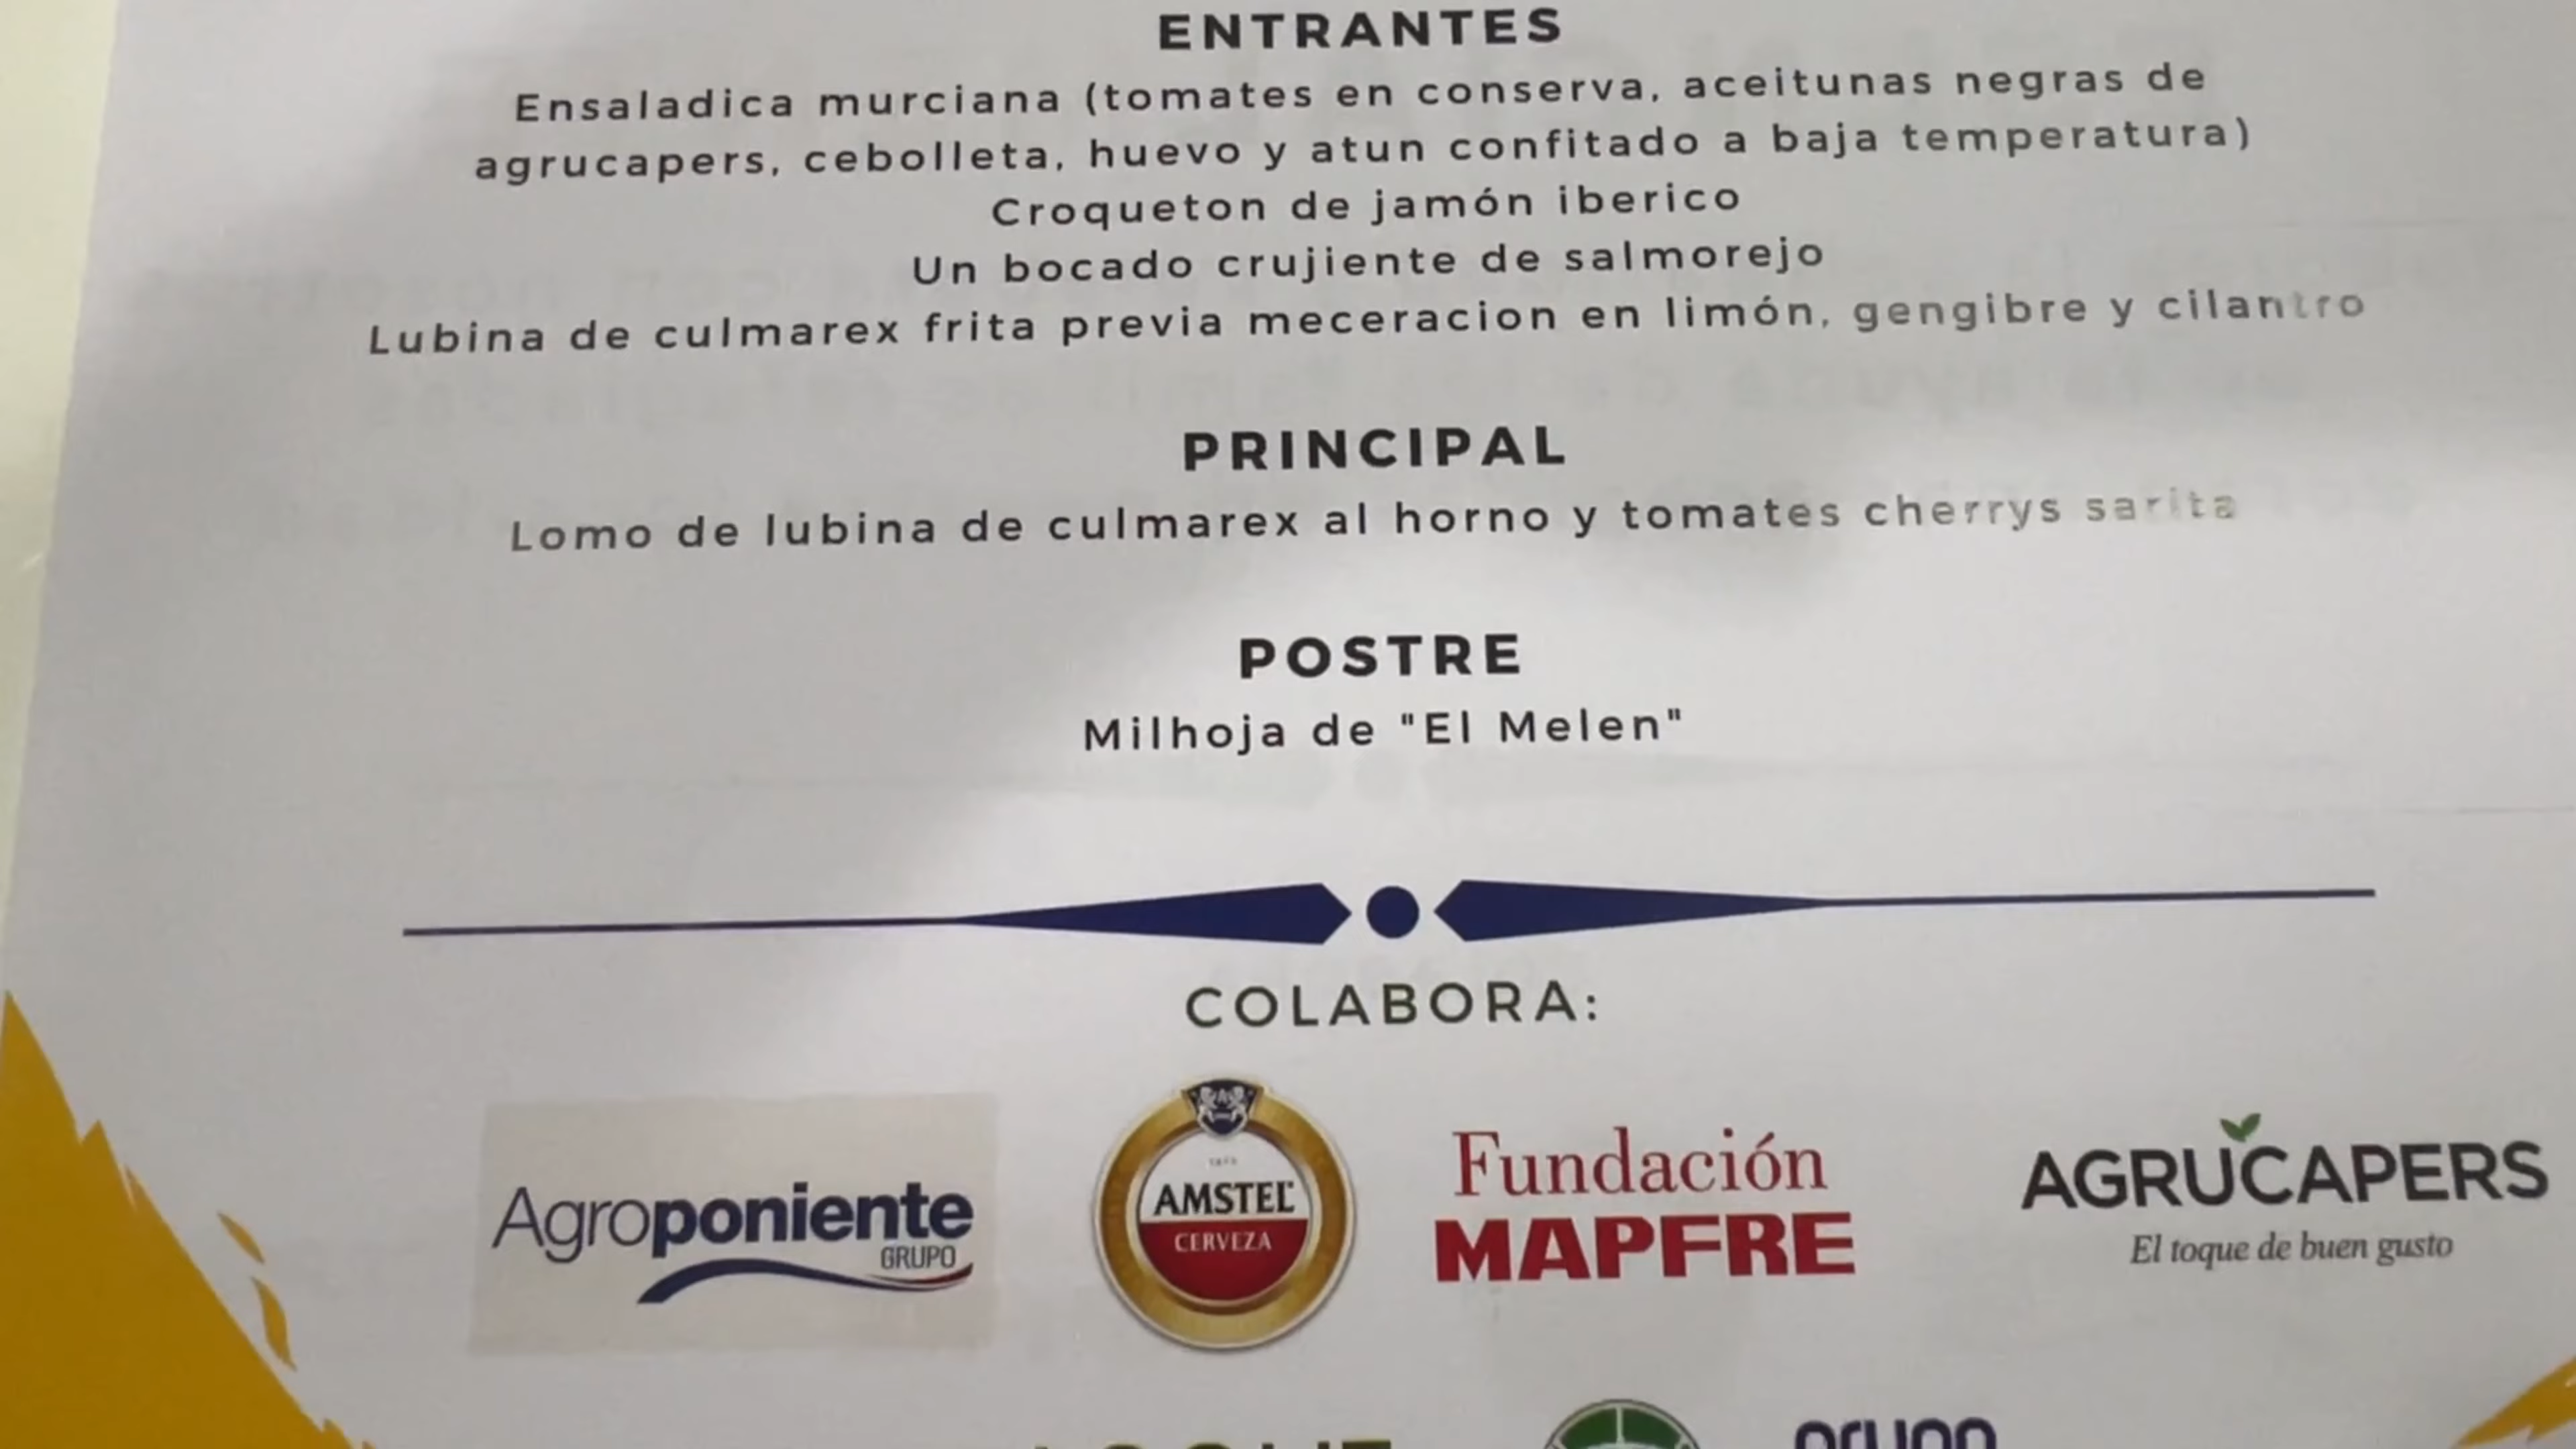 ENTRANTES
Ensaladica murciana (tomates en conserva, aceitunas negras de
agrucapers, cebolleta, huevo y atun confitado a baja temperatura)
Croqueton de jamón iberico
Un bocado crujiente de salmorejo
Lubina de culmarex frita previa meceracion en limón, gengibre y cilantro
PRINCIPAL
Lomo de lubina de culmarex al horno y tomates cherrys sarita
POSTRE
Milhoja de "El Melen"
COLABORA:
Agroponiente
GRUPO
AMSTEL
CERVEZA
Fundación
MAPFRE
AGRUCAPERS
El toque de buen gusto